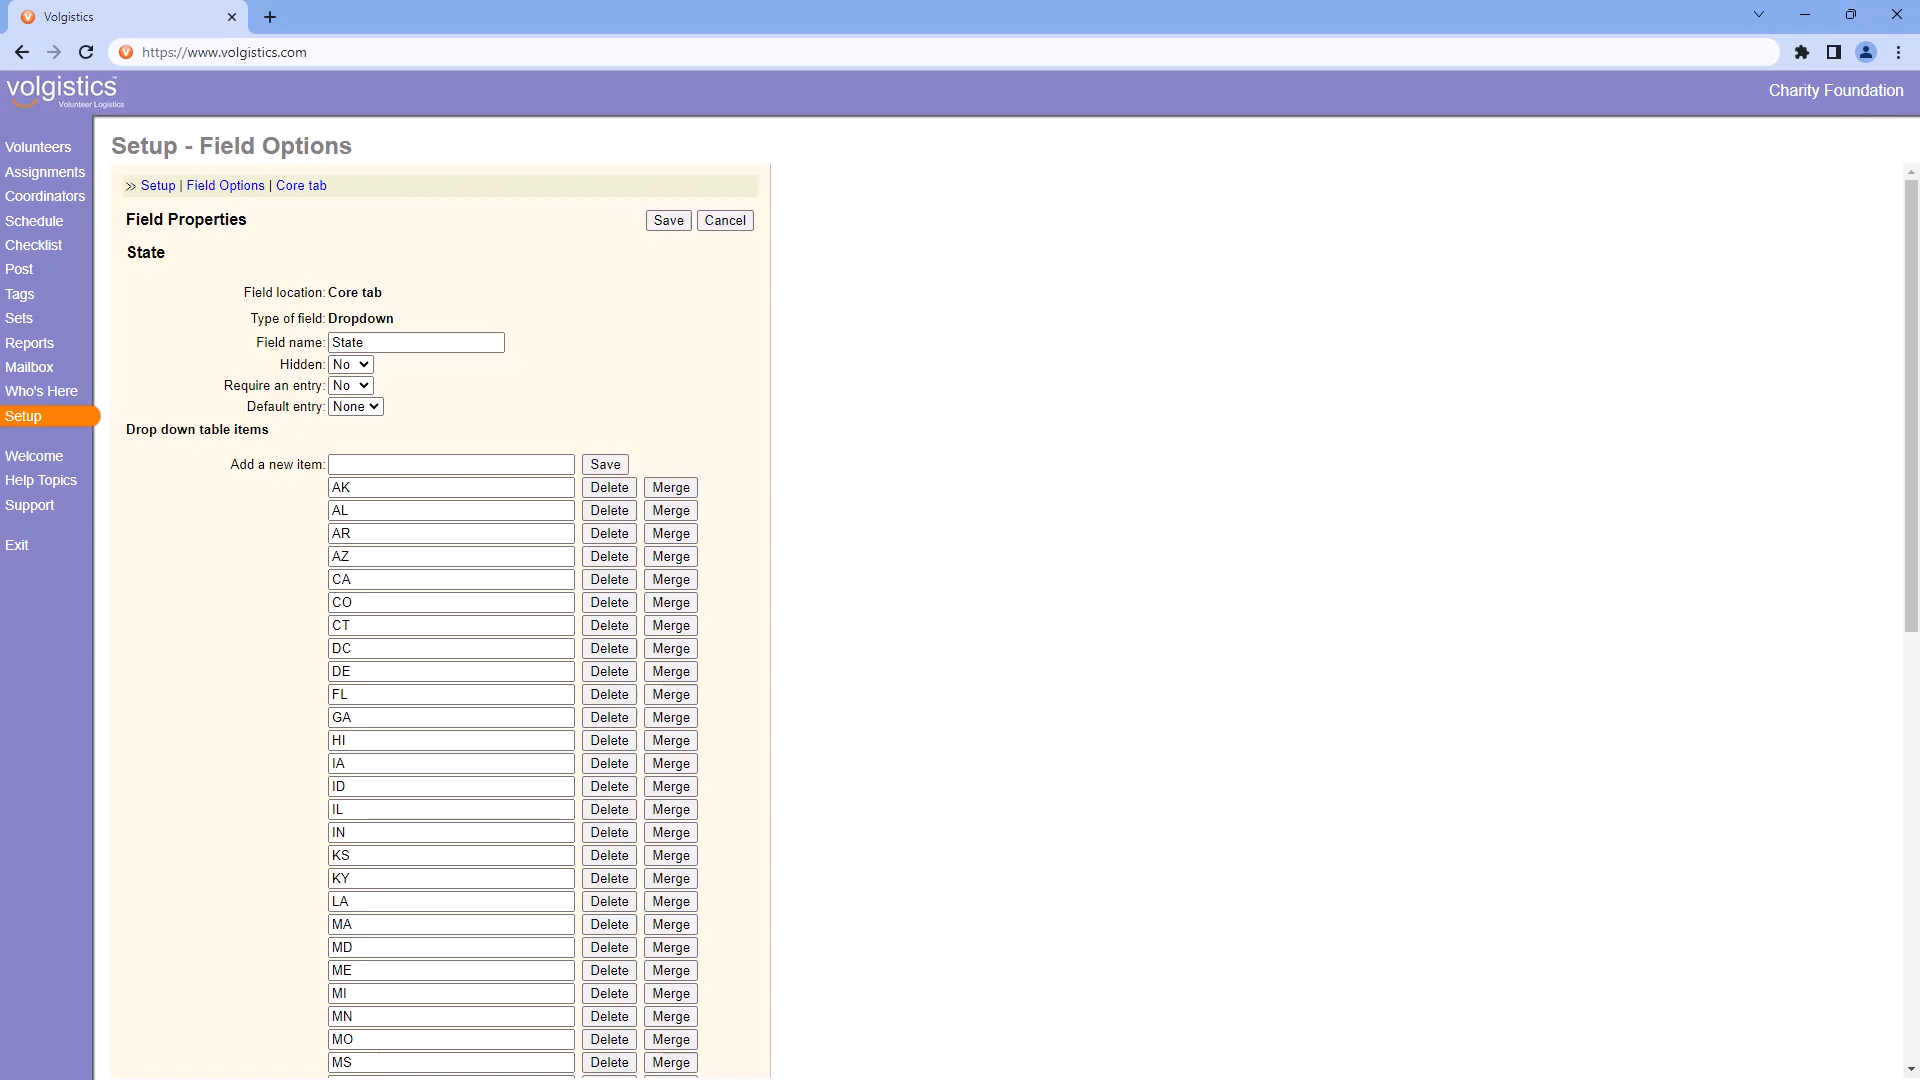 Volgistics
https://www.volgistics.com
volgistics
Volunteer Logistics
Charity Foundation
Volunteers
Assignments
Coordinators
Schedule
Checklist
Post
Tags
Sets
Reports
Mailbox
Who's Here
Setup
Welcome
Help Topics
Support
Exit
Setup - Field Options
Setup | Field Options | Core tab
Field Properties Save Cancel
State
Field location: Core tab
Type of field: Dropdown
Field name: State
Hidden: No
Require an entry: No
Default entry: None
Drop down table items
Add a new item: Save
AK Delete Merge
AL Delete Merge
AR Delete Merge
AZ Delete Merge
CA Delete Merge
CO Delete Merge
CT Delete Merge
DC Delete Merge
DE Delete Merge
FL Delete Merge
GA Delete Merge
HI Delete Merge
IA Delete Merge
ID Delete Merge
IL Delete Merge
IN Delete Merge
KS Delete Merge
KY Delete Merge
LA Delete Merge
MA Delete Merge
MD Delete Merge
ME Delete Merge
MI Delete Merge
MN Delete Merge
MO Delete Merge
MS Delete Merge